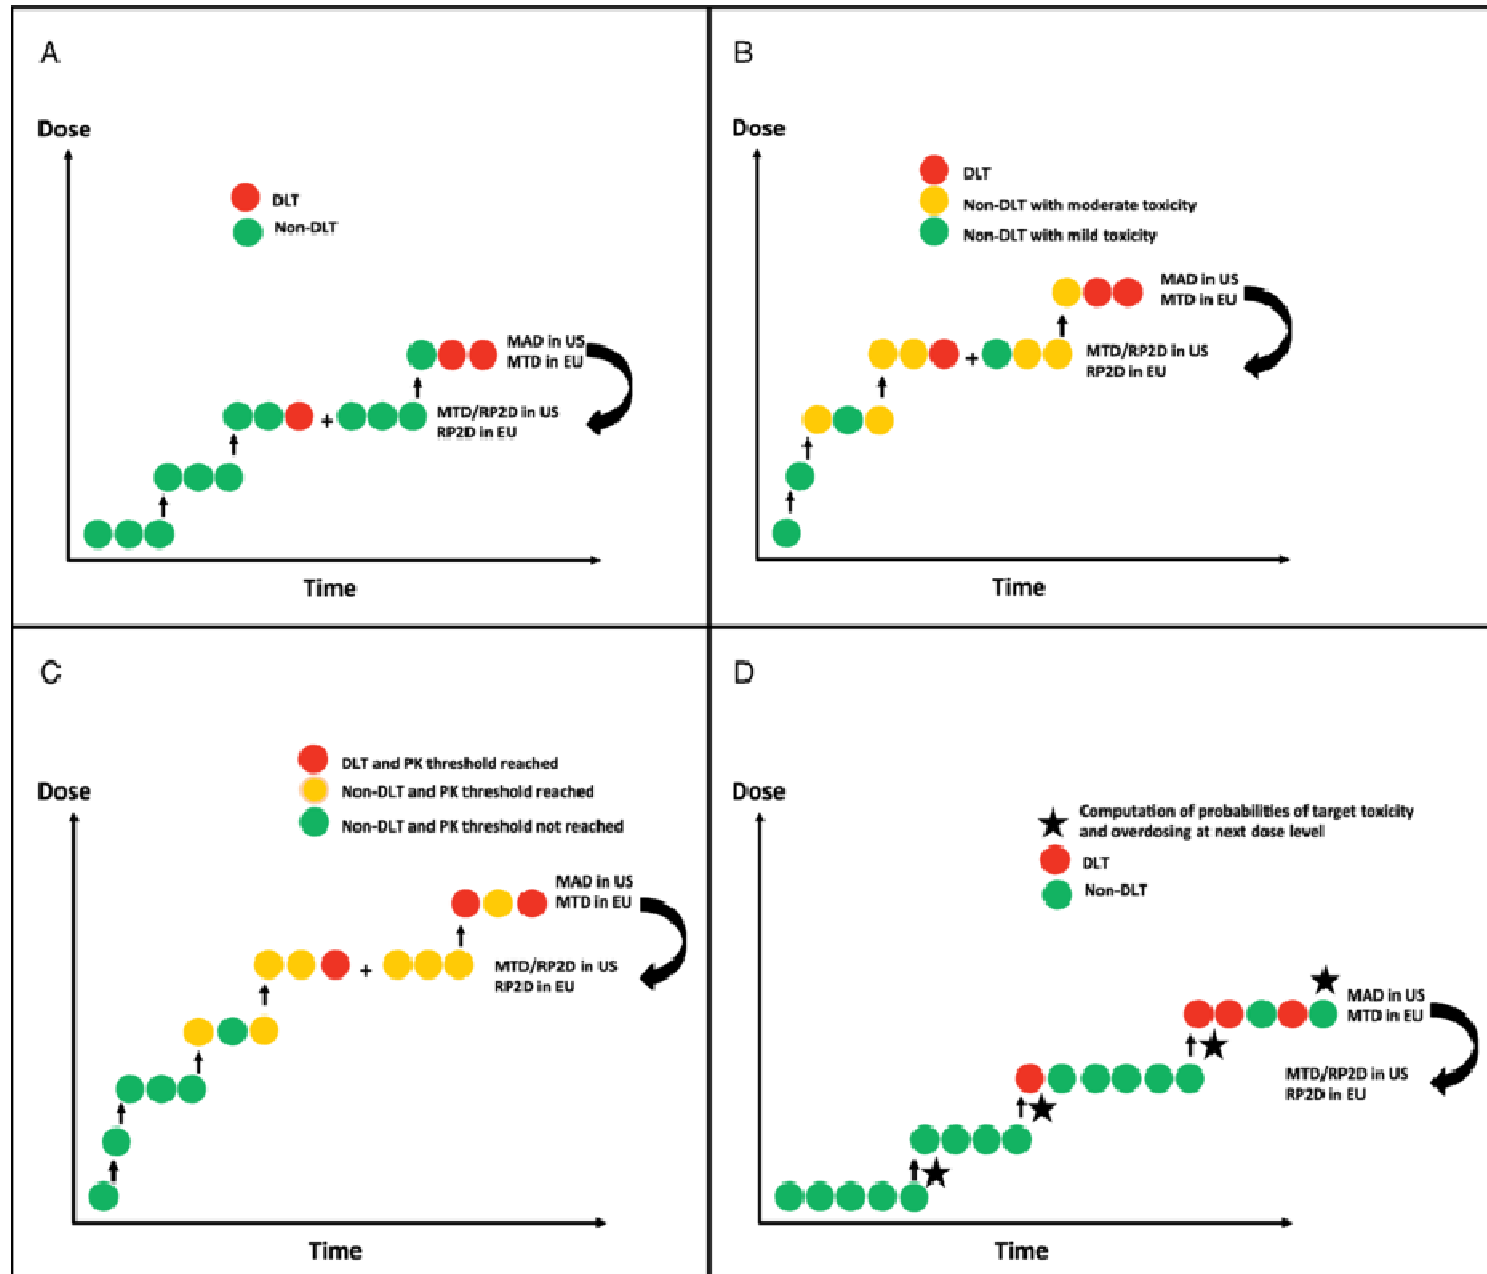 A
Dose
DLT
Non-DLT
MAD in US
MTD in EU
MTD/RP2D in US
RP2D in EU
+
Time
B
Dose
DLT
Non-DLT with moderate toxicity
Non-DLT with mild toxicity
MAD in US
MTD in EU
MTD/RP2D in US
RP2D in EU
+
Time
C
Dose
DLT and PK threshold reached
Non-DLT and PK threshold reached
Non-DLT and PK threshold not reached
MAD in US
MTD in EU
MTD/RP2D in US
RP2D in EU
+
Time
D
Dose
Computation of probabilities of target toxicity
and overdosing at next dose level
DLT
Non-DLT
MAD in US
MTD in EU
MTD/RP2D in US
RP2D in EU
Time